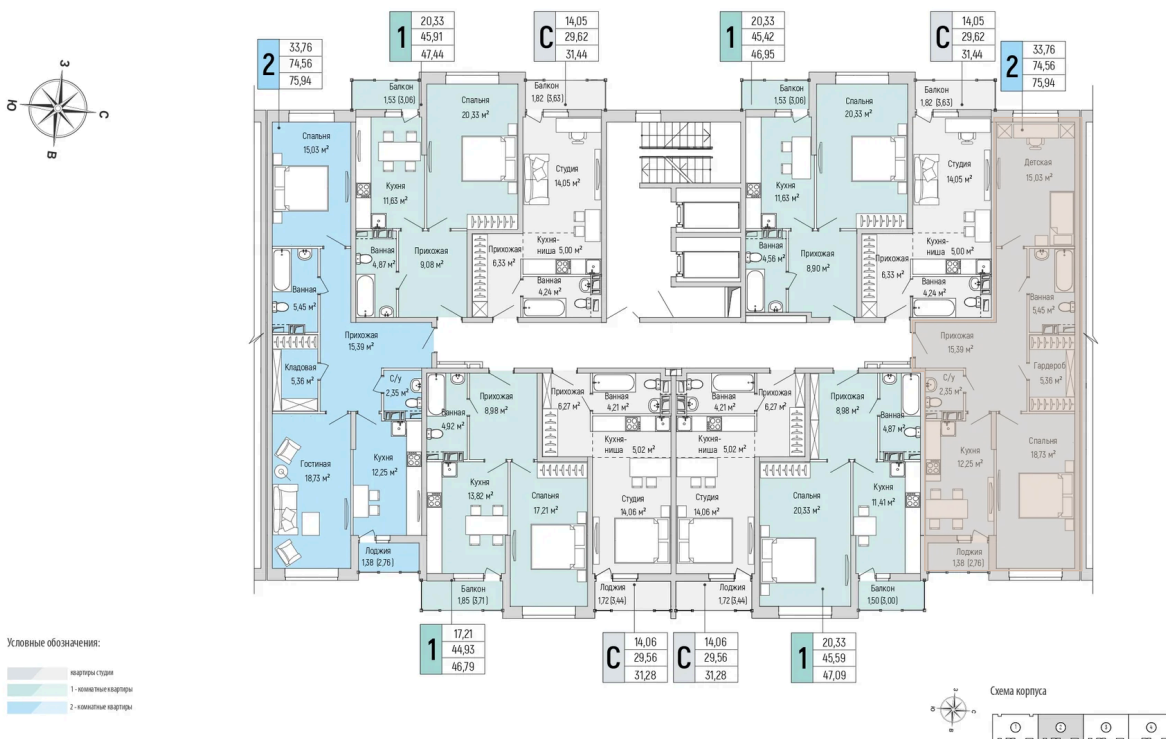 20,33
45,91
47,44
1
14,05
29,62
31,44
С
20,33
45,42
46,95
1
14,05
29,62
31,44
С
33,76
74,56
75,94
2
33,76
74,56
75,94
2
З
С
В
Ю
Балкон
1,53 (3,06)
Спальня
20,33 м²
Балкон
1,82 (3,63)
Балкон
1,53 (3,06)
Спальня
20,33 м²
Балкон
1,82 (3,63)
Спальня
15,03 м²
Кухня
11,63 м²
Студия
14,05 м²
Кухня
11,63 м²
Студия
14,05 м²
Детская
15,03 м²
Ванная
4,87 м²
Прихожая
9,08 м²
Прихожая
6,33 м²
Кухня-
ниша 5,00 м²
Ванная
4,24 м²
Ванная
4,56 м²
Прихожая
8,90 м²
Прихожая
6,33 м²
Кухня-
ниша 5,00 м²
Ванная
4,24 м²
Ванная
5,45 м²
Ванная
5,45 м²
Прихожая
15,39 м²
Прихожая
15,39 м²
Кладовая
5,36 м²
С/у
2,35 м²
С/у
2,35 м²
Гардероб
5,36 м²
Ванная
4,92 м²
Прихожая
8,98 м²
Прихожая
6,27 м²
Ванная
4,21 м²
Ванная
4,21 м²
Прихожая
6,27 м²
Прихожая
8,98 м²
Ванная
4,87 м²
Кухня-
ниша 5,02 м²
Кухня-
ниша 5,02 м²
Гостиная
18,73 м²
Кухня
12,25 м²
Кухня
13,82 м²
Спальня
17,21 м²
Студия
14,06 м²
Студия
14,06 м²
Спальня
20,33 м²
Кухня
11,41 м²
Кухня
12,25 м²
Спальня
18,73 м²
Лоджия
1,38 (2,76)
Балкон
1,85 (3,71)
Лоджия
1,72 (3,44)
Лоджия
1,72 (3,44)
Балкон
1,50 (3,00)
Лоджия
1,38 (2,76)
1
17,21
44,93
46,79
С
14,06
29,56
31,28
С
14,06
29,56
31,28
1
20,33
45,59
47,09
Условные обозначения:
квартиры студии
1 - комнатные квартиры
2 - комнатные квартиры
З
С
В
Ю
Схема корпуса
1
2
3
4